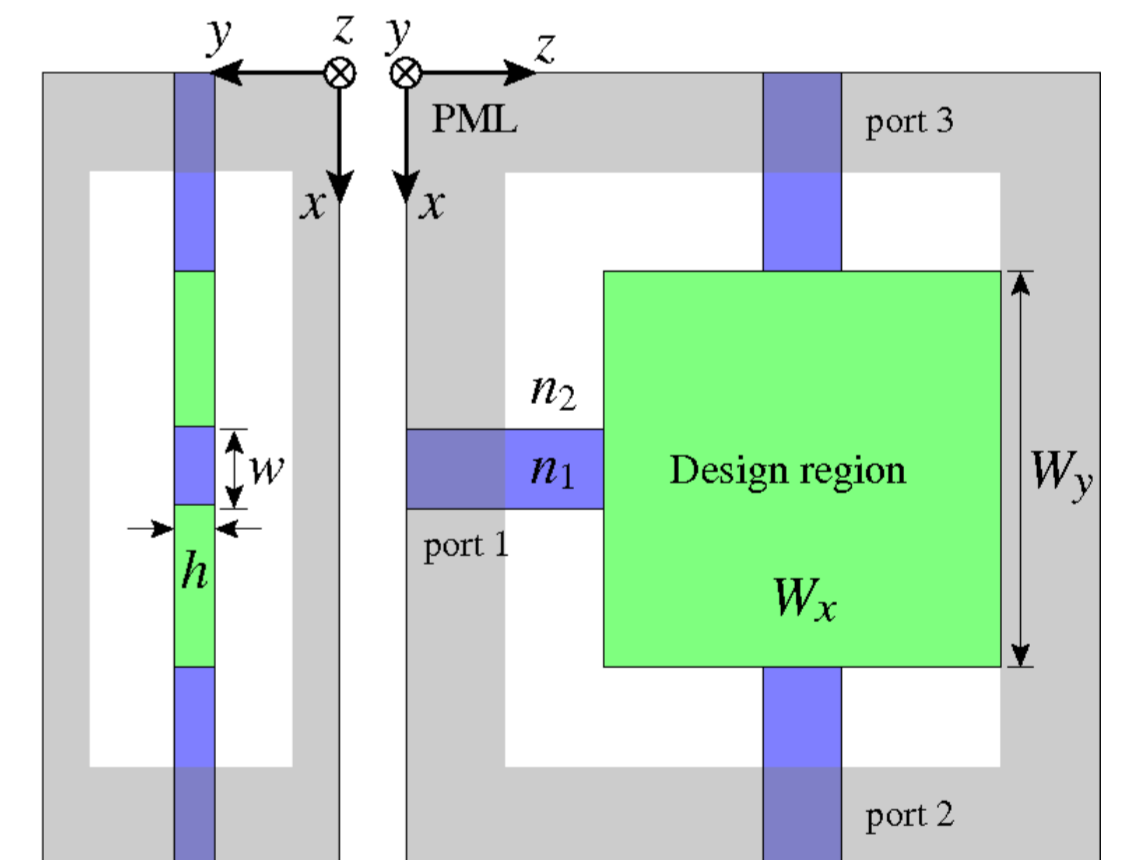 y
z
y
z
PML
port 3
x
x
n2
w
n1
Design region
Wy
port 1
h
Wx
port 2